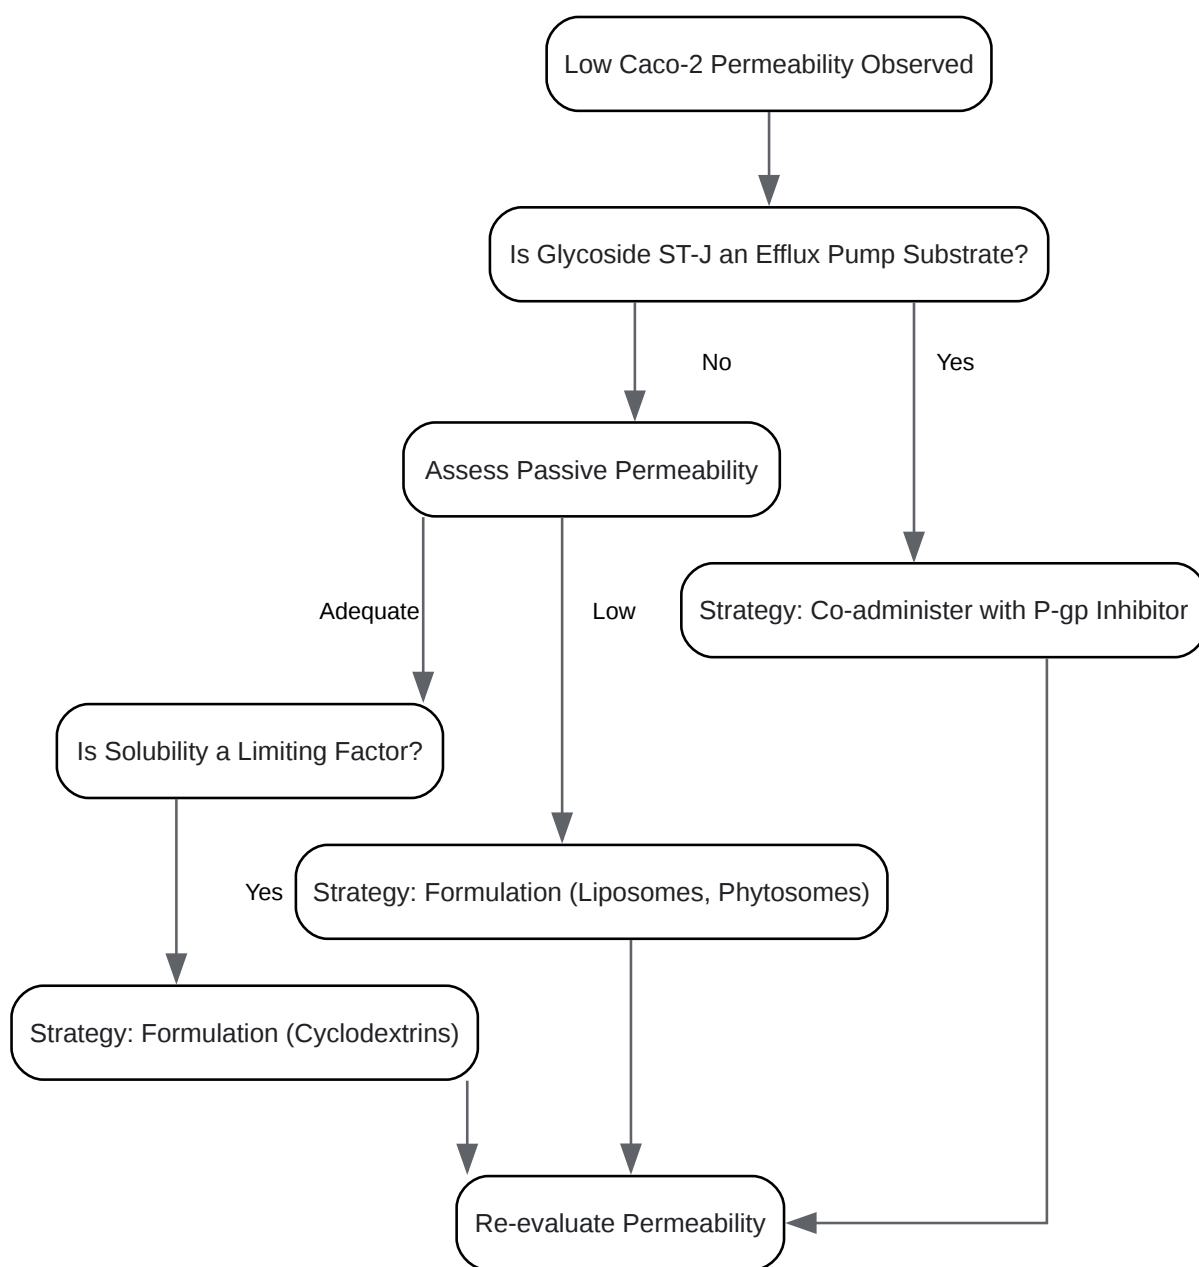 Low Caco-2 Permeability Observed
Is Glycoside ST-J an Efflux Pump Substrate?
No
Yes
Assess Passive Permeability
Adequate
Low
Strategy: Co-administer with P-gp Inhibitor
Is Solubility a Limiting Factor?
Yes
Strategy: Formulation (Liposomes, Phytosomes)
Strategy: Formulation (Cyclodextrins)
Re-evaluate Permeability